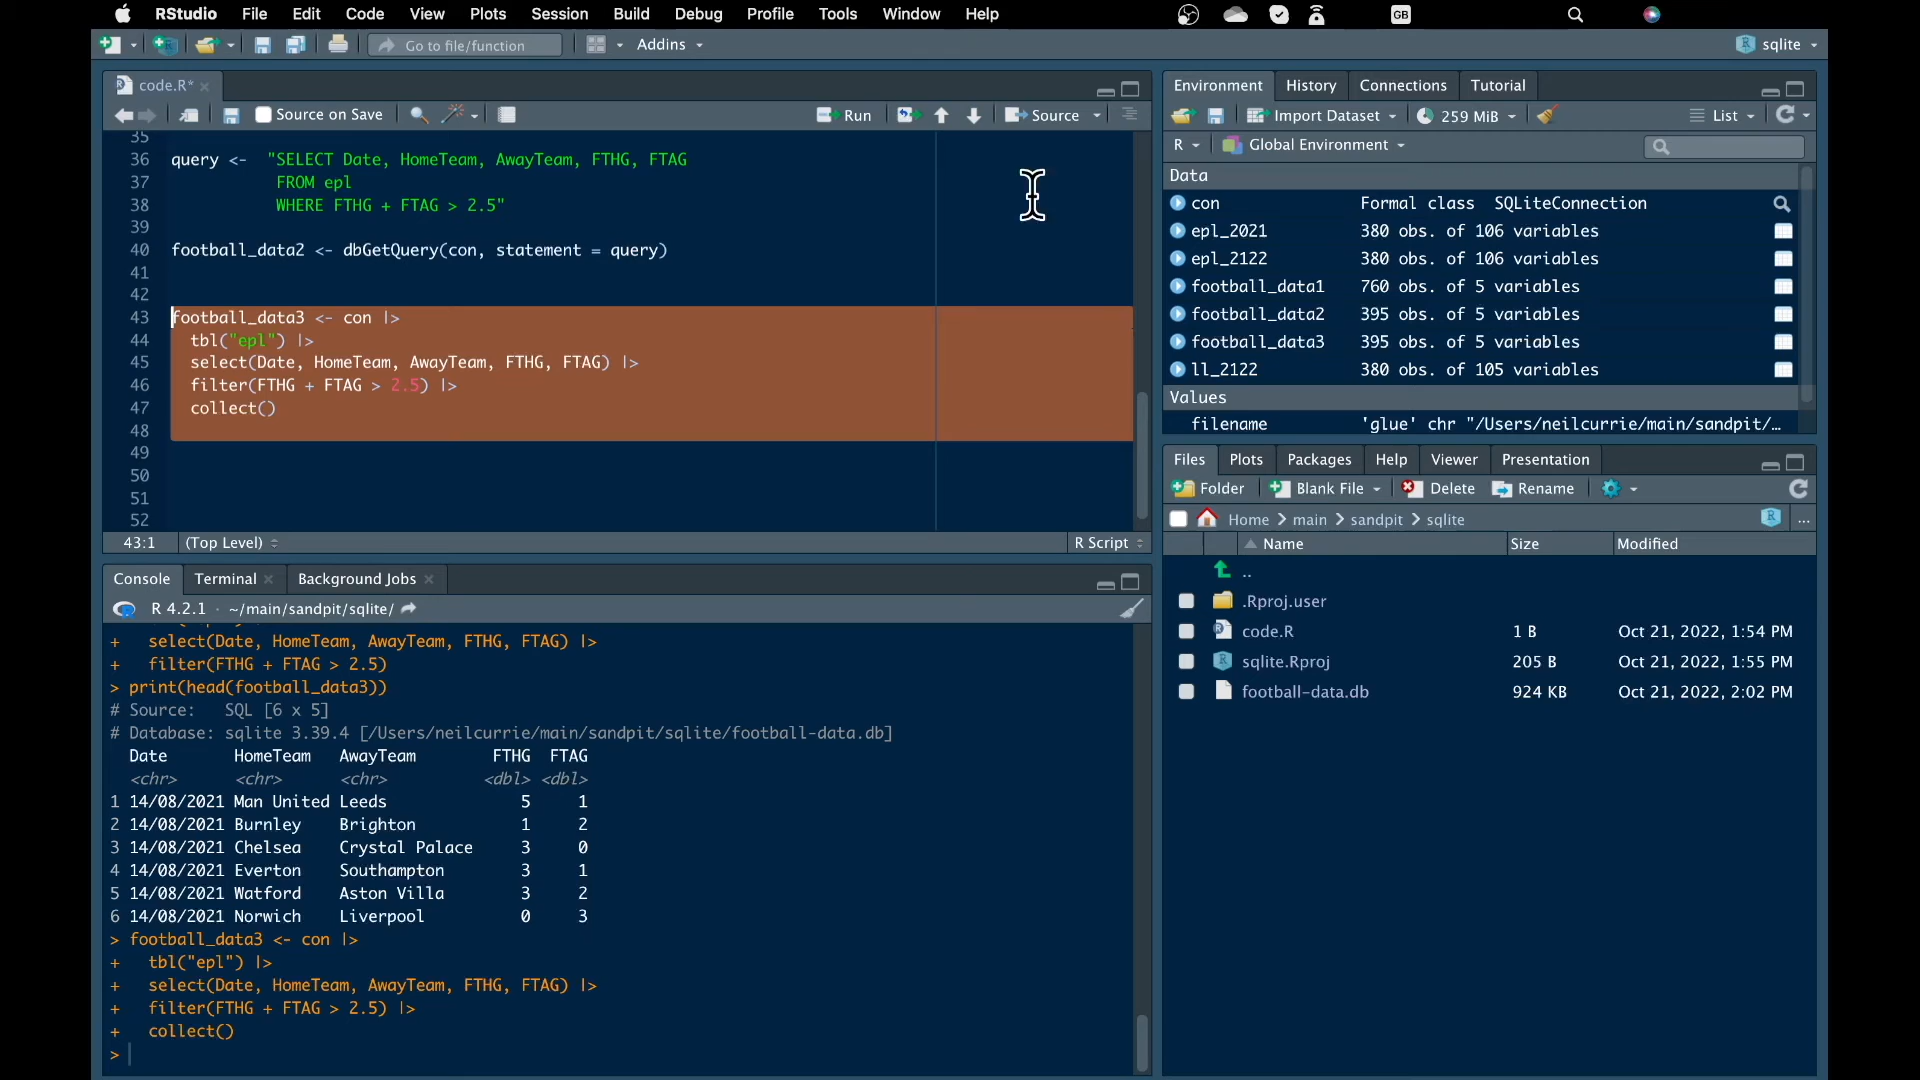 RStudio File Edit Code View Plots Session Build Debug Profile Tools Window Help GB
Go to file/function Addins sqlite
code.R*
Source on Save Run Source
35
36 query <- "SELECT Date, HomeTeam, AwayTeam, FTHG, FTAG
37 FROM epl
38 WHERE FTHG + FTAG > 2.5"
39
40 football_data2 <- dbGetQuery(con, statement = query)
41
42
43 football_data3 <- con |>
44 tbl("epl") |>
45 select(Date, HomeTeam, AwayTeam, FTHG, FTAG) |>
46 filter(FTHG + FTAG > 2.5) |>
47 collect()
48
49
50
51
52
43:1 (Top Level) R Script
Console Terminal Background Jobs
R 4.2.1 · ~/main/sandpit/sqlite/
+ select(Date, HomeTeam, AwayTeam, FTHG, FTAG) |>
+ filter(FTHG + FTAG > 2.5)
> print(head(football_data3))
# Source: SQL [6 x 5]
# Database: sqlite 3.39.4 [/Users/neilcurrie/main/sandpit/sqlite/football-data.db]
Date HomeTeam AwayTeam FTHG FTAG
<chr> <chr> <chr> <dbl> <dbl>
1 14/08/2021 Man United Leeds 5 1
2 14/08/2021 Burnley Brighton 1 2
3 14/08/2021 Chelsea Crystal Palace 3 0
4 14/08/2021 Everton Southampton 3 1
5 14/08/2021 Watford Aston Villa 3 2
6 14/08/2021 Norwich Liverpool 0 3
> football_data3 <- con |>
+ tbl("epl") |>
+ select(Date, HomeTeam, AwayTeam, FTHG, FTAG) |>
+ filter(FTHG + FTAG > 2.5) |>
+ collect()
>
Environment History Connections Tutorial
Import Dataset 259 MiB List
R Global Environment
Data
con Formal class SQLiteConnection
epl_2021 380 obs. of 106 variables
epl_2122 380 obs. of 106 variables
football_data1 760 obs. of 5 variables
football_data2 395 obs. of 5 variables
football_data3 395 obs. of 5 variables
ll_2122 380 obs. of 105 variables
Values
filename 'glue' chr "/Users/neilcurrie/main/sandpit/…
Files Plots Packages Help Viewer Presentation
Folder Blank File Delete Rename
Home main sandpit sqlite ...
Name Size Modified
..
.Rproj.user
code.R 1 B Oct 21, 2022, 1:54 PM
sqlite.Rproj 205 B Oct 21, 2022, 1:55 PM
football-data.db 924 KB Oct 21, 2022, 2:02 PM